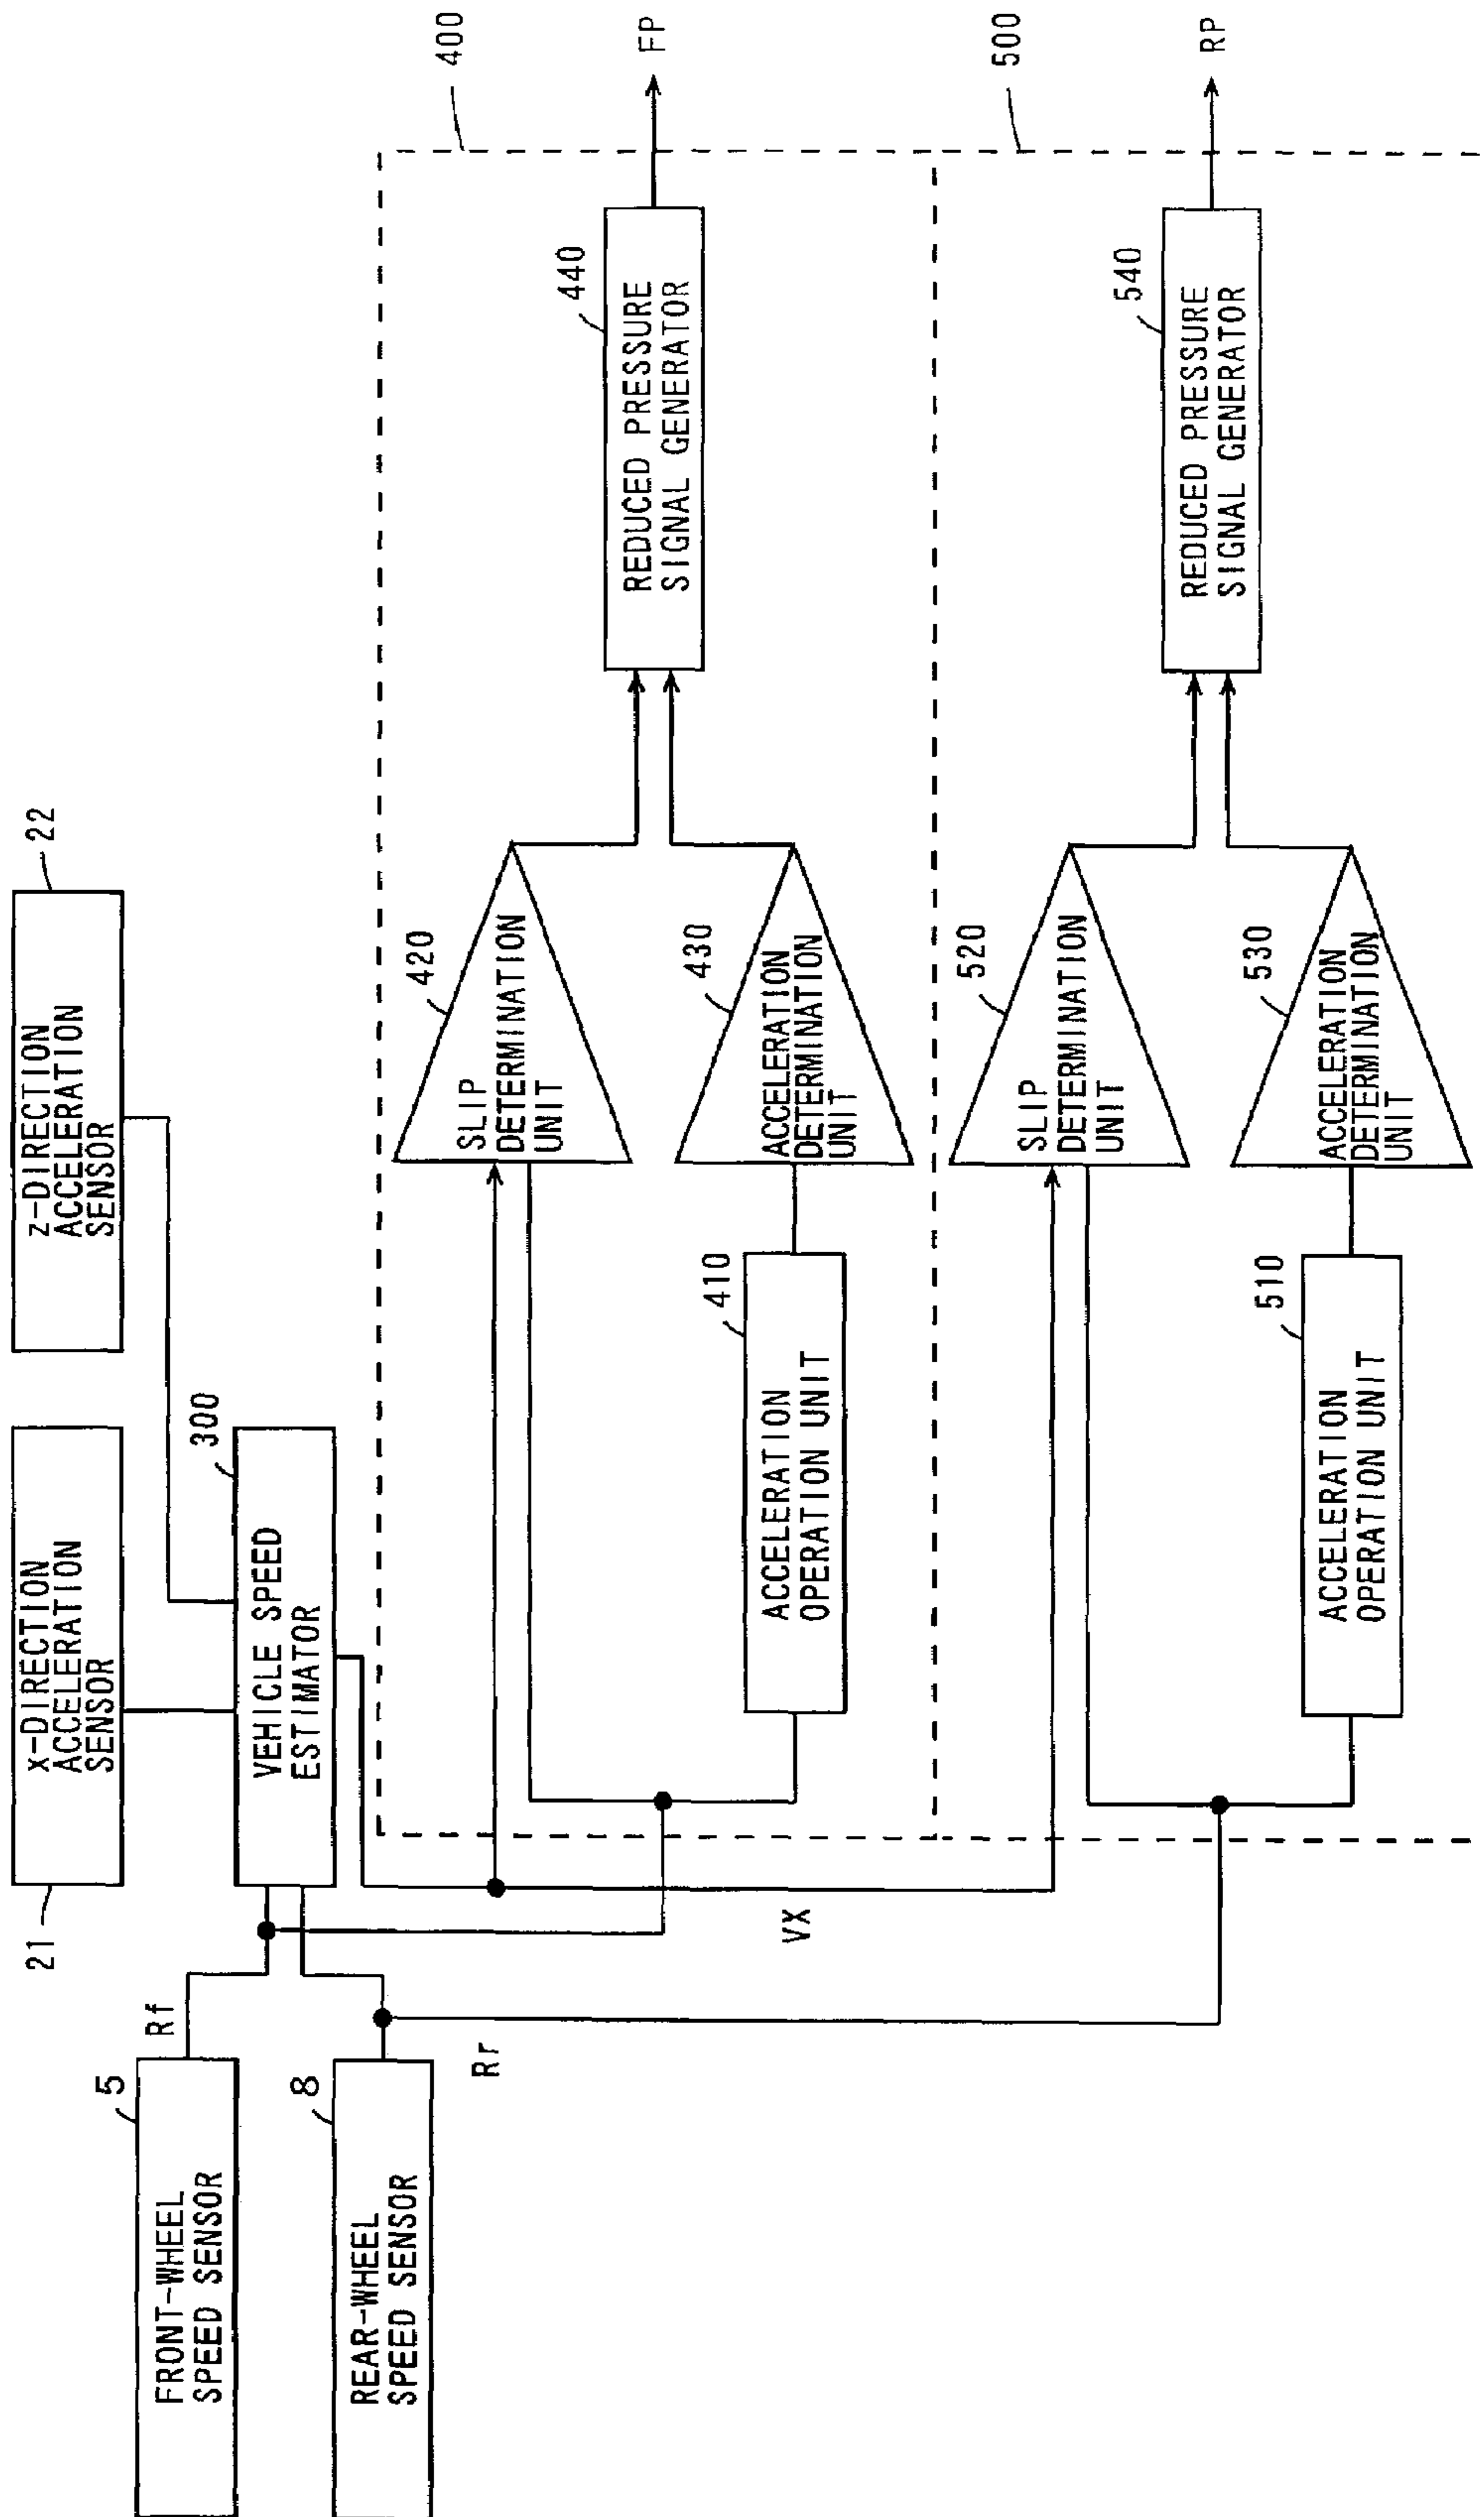 21
x-DIRECTION
ACCELERATION
SENSOR
z-DIRECTION
ACCELERATION
SENSOR
22
5
FRONT-WHEEL
SPEED SENSOR
Rf
300
VEHICLE SPEED
ESTIMATOR
8
REAR-WHEEL
SPEED SENSOR
Rr
VX
400
420
SLIP
DETERMINATION
UNIT
440
REDUCED PRESSURE
SIGNAL GENERATOR
FP
410
ACCELERATION
OPERATION UNIT
430
ACCELERATION
DETERMINATION
UNIT
500
520
SLIP
DETERMINATION
UNIT
540
REDUCED PRESSURE
SIGNAL GENERATOR
RP
510
ACCELERATION
OPERATION UNIT
530
ACCELERATION
DETERMINATION
UNIT